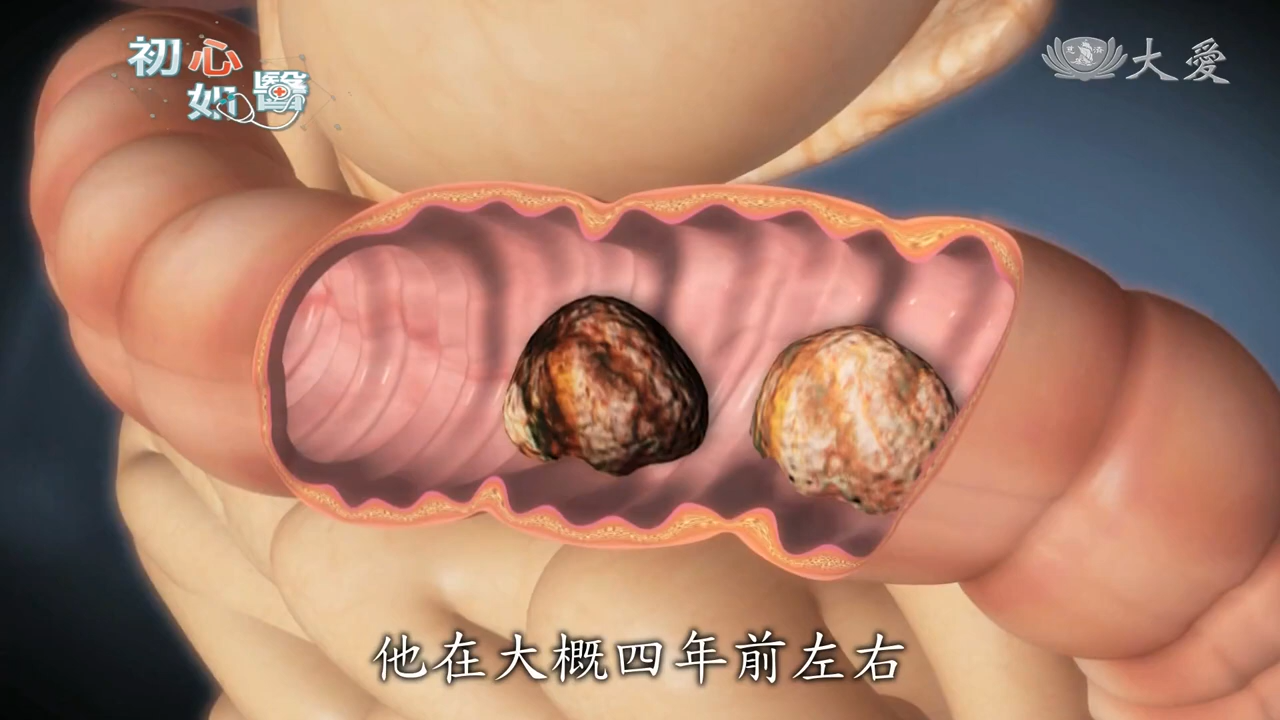 初心
如醫
大愛
他在大概四年前左右